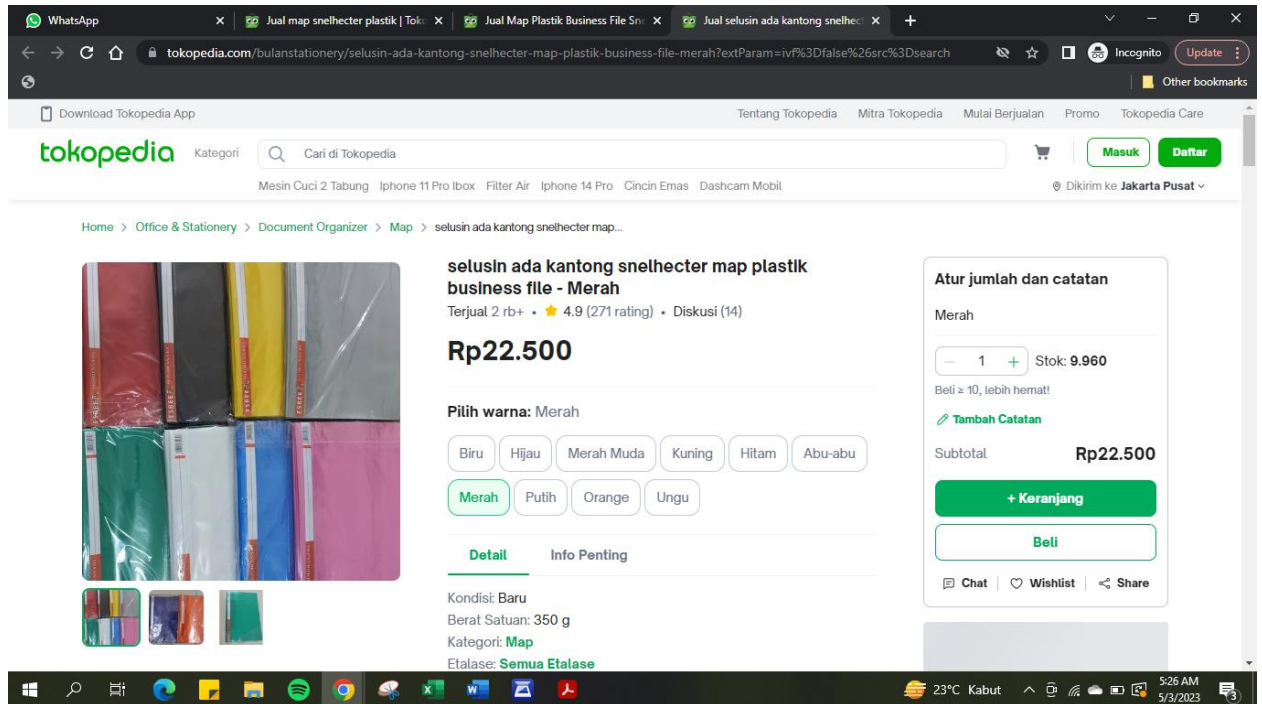 WhatsApp
Jual map snelhecter plastik | Toko
Jual Map Plastik Business File Sne
Jual selusin ada kantong snelhect
tokopedia.com/bulanstationery/selusin-ada-kantong-snelhecter-map-plastik-business-file-merah?extParam=ivf%3Dfalse%26src%3Dsearch
Incognito
Update
Other bookmarks
Download Tokopedia App
Tentang Tokopedia Mitra Tokopedia Mulai Berjualan Promo Tokopedia Care
tokopedia Kategori Cari di Tokopedia Masuk Daftar
Mesin Cuci 2 Tabung Iphone 11 Pro Ibox Filter Air Iphone 14 Pro Cincin Emas Dashcam Mobil
Dikirim ke Jakarta Pusat
Home > Office & Stationery > Document Organizer > Map > selusin ada kantong snelhecter map...
selusin ada kantong snelhecter map plastik
business file - Merah
Terjual 2 rb+ • 4.9 (271 rating) • Diskusi (14)
Rp22.500
Pilih warna: Merah
Biru Hijau Merah Muda Kuning Hitam Abu-abu
Merah Putih Orange Ungu
Detail Info Penting
Kondisi: Baru
Berat Satuan: 350 g
Kategori: Map
Etalase: Semua Etalase
Atur jumlah dan catatan
Merah
1 + Stok: 9.960
Beli ≥ 10, lebih hemat!
Tambah Catatan
Subtotal Rp22.500
+ Keranjang
Beli
Chat Wishlist Share
23°C Kabut
5:26 AM
5/3/2023
3